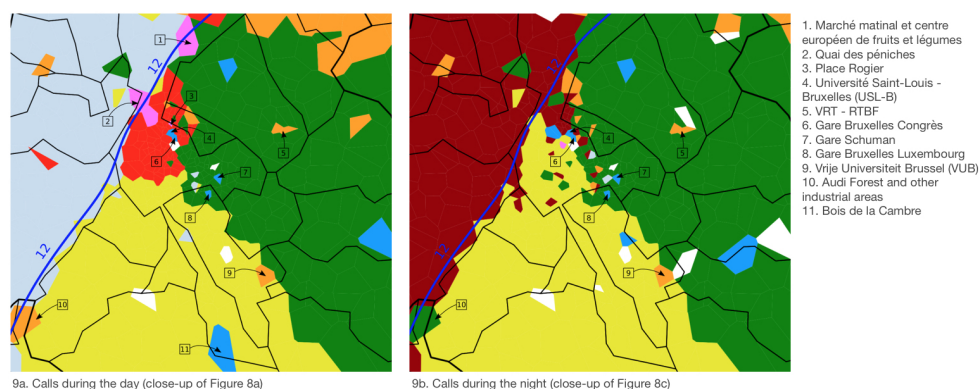 1. Marché matinal et centre
européen de fruits et légumes
2. Quai des péniches
3. Place Rogier
4. Université Saint-Louis -
Bruxelles (USL-B)
5. VRT - RTBF
6. Gare Bruxelles Congrès
7. Gare Schuman
8. Gare Bruxelles Luxembourg
9. Vrije Universiteit Brussel (VUB)
10. Audi Forest and other
industrial areas
11. Bois de la Cambre
1
12
2
3
4
5
6
7
8
12
9
10
11
12
4
5
6
7
8
12
9
10
9a. Calls during the day (close-up of Figure 8a)
9b. Calls during the night (close-up of Figure 8c)